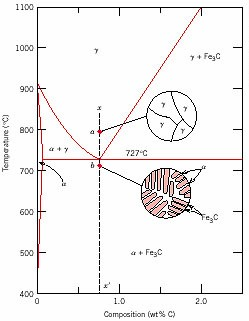 1100
1000
γ
γ + Fe₃C
900
x
γ
γ γ
γ
a
800
Temperature (°C)
α + γ
727°C
b
α
700
α
Fe₃C
600
α + Fe₃C
500
x'
400
0 1.0 2.0
Composition (wt% C)